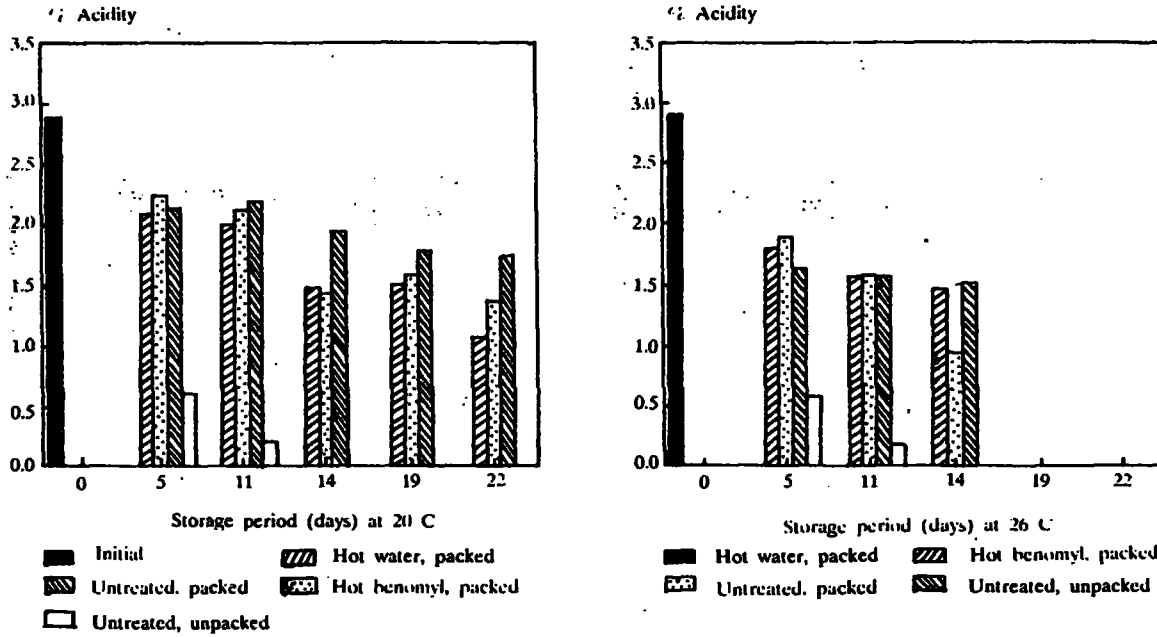 % Acidity
3.5
3.0
2.5
2.0
1.5
1.0
0.5
0.0
0 5 11 14 19 22
Storage period (days) at 20 C
Initial
Hot water, packed
Untreated, packed
Hot benomyl, packed
Untreated, unpacked
% Acidity
3.5
3.0
2.5
2.0
1.5
1.0
0.5
0.0
0 5 11 14 19 22
Storage period (days) at 26 C
Hot water, packed
Hot benomyl, packed
Untreated, packed
Untreated, unpacked